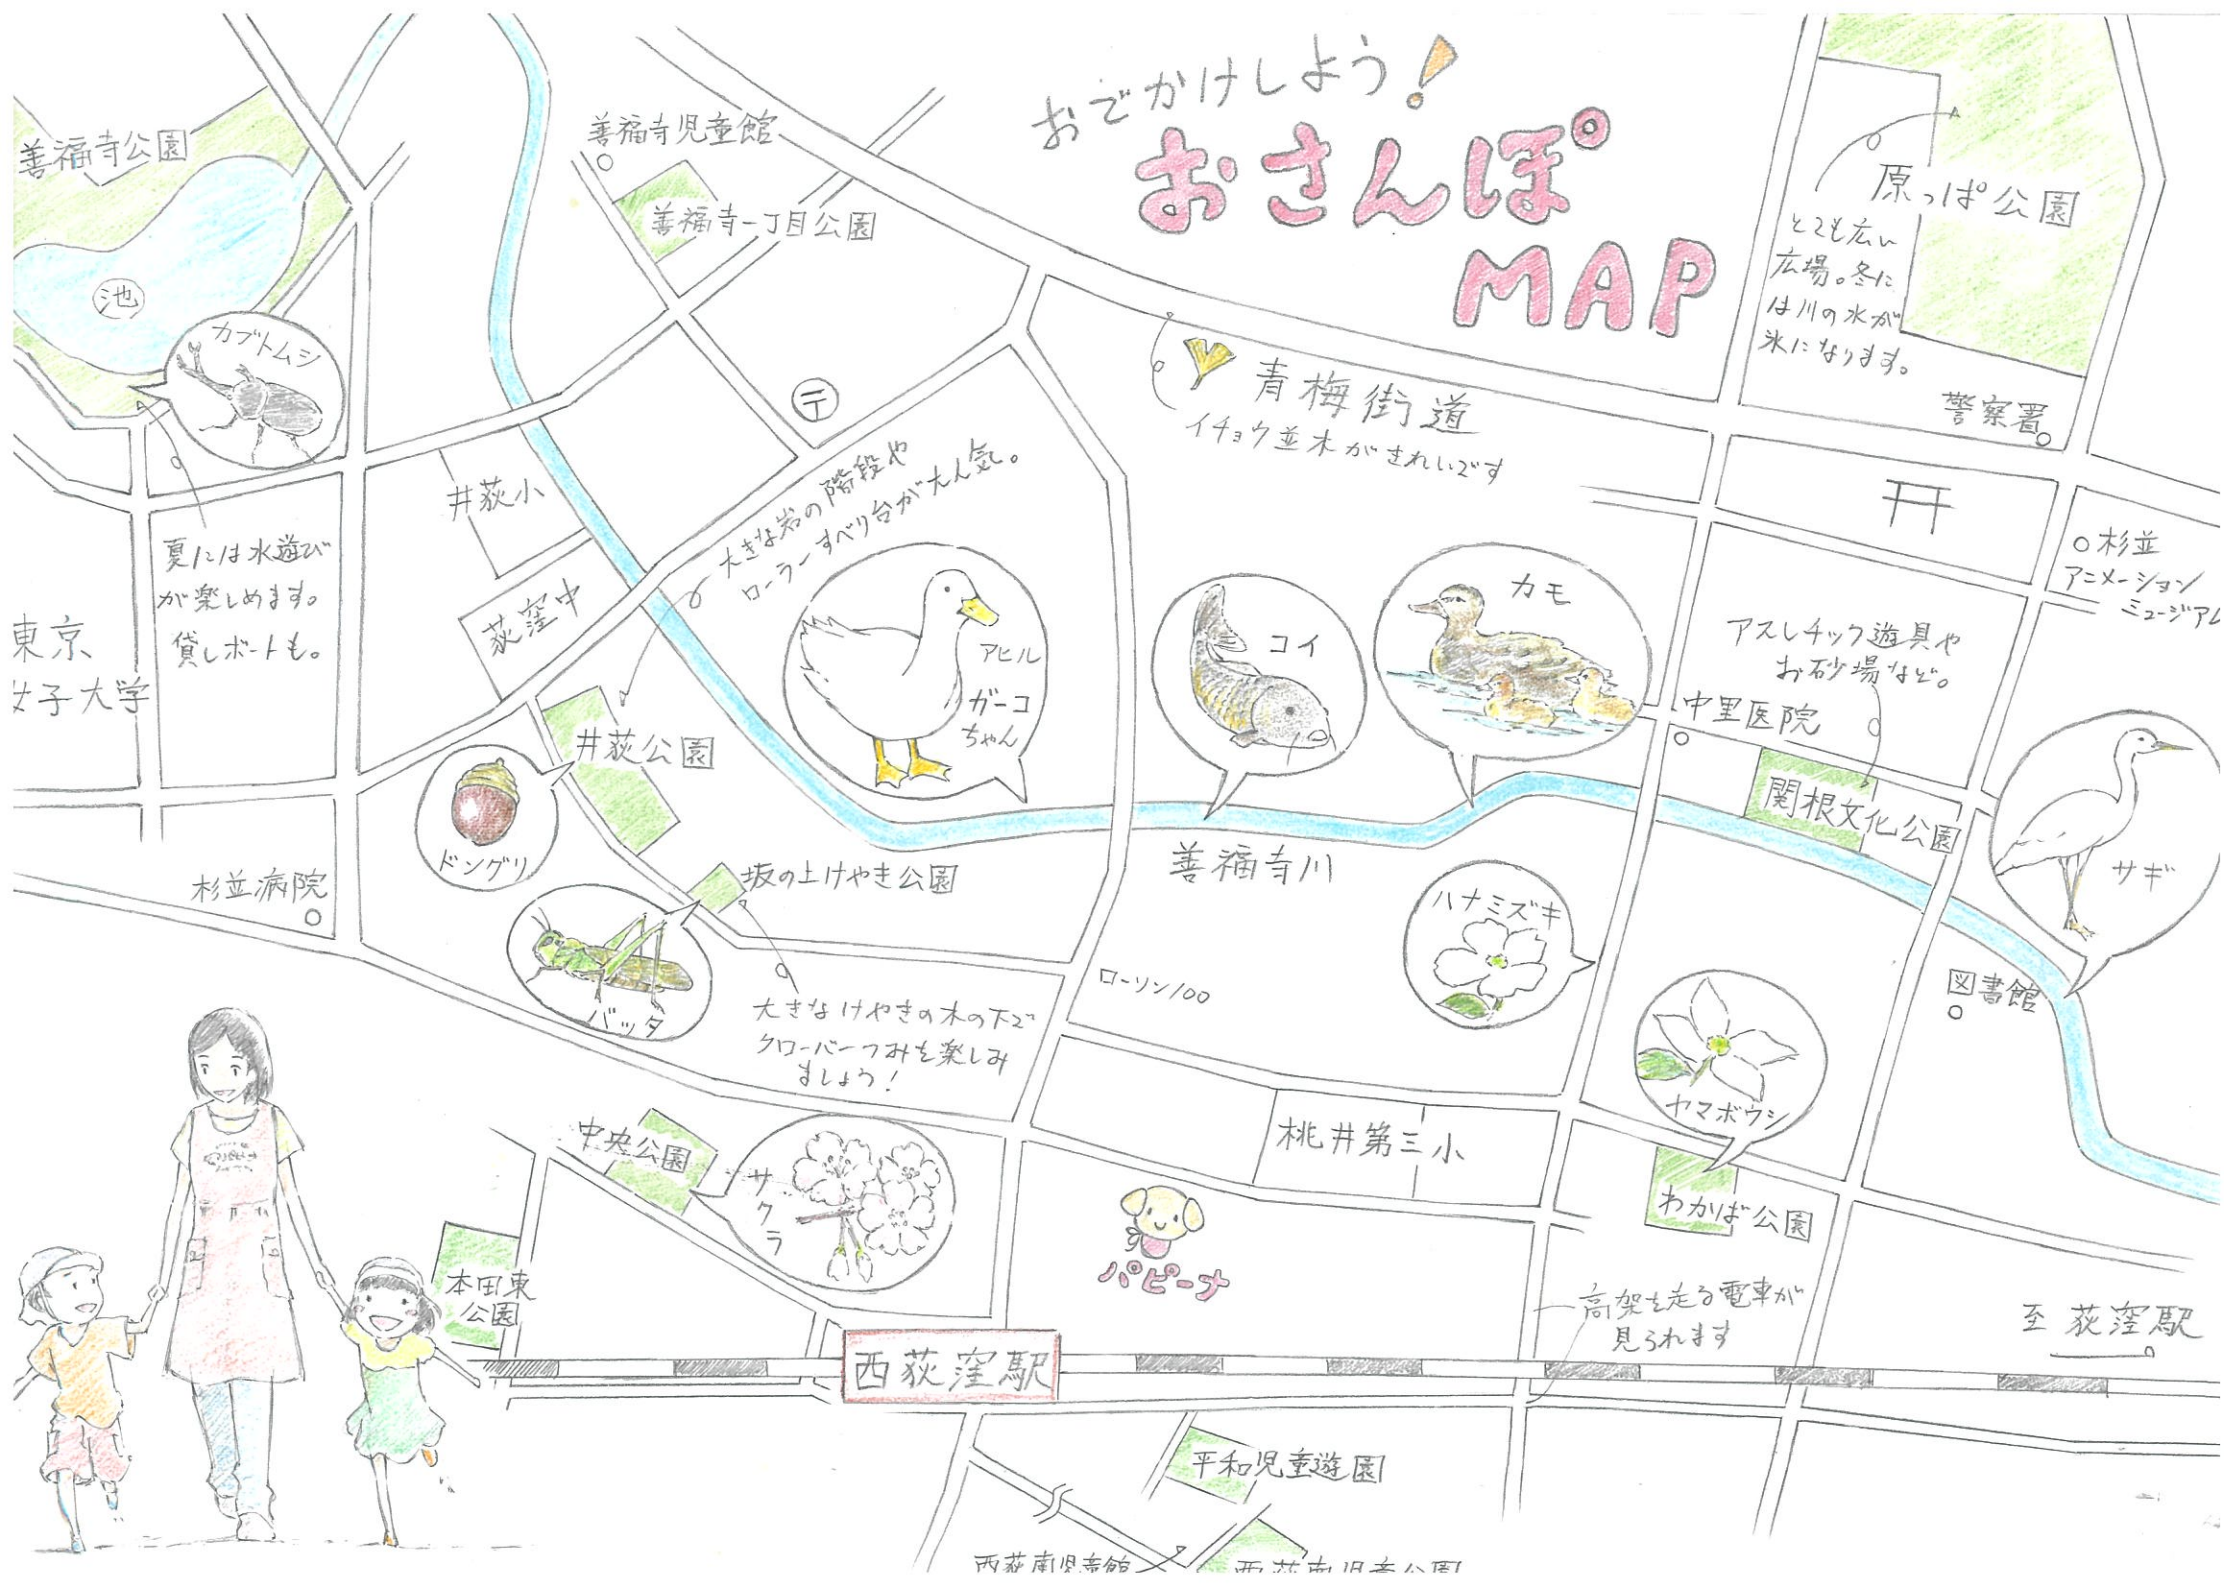 おでかけしよう!
おさんぽ
MAP
善福寺公園
池
カブトムシ
夏には水遊び
が楽しめます。
貸しボートも。
東京
女子大学
善福寺児童館
善福寺一丁目公園
〒
井荻小
荻窪中
大きな岩の階段や
ローラーすべり台が大人気。
井荻公園
ドングリ
アヒル
ガーコ
ちゃん
青梅街道
イチョウ並木がきれいです
原っぱ公園
とても広い
広場。冬に
は川の水が
氷になります。
警察署
杉並
アニメーション
ミュージアム
コイ
カモ
アスレチック遊具や
お砂場など。
中里医院
関根文化公園
サギ
善福寺川
ハナミズキ
図書館
ヤマボウシ
わかば公園
杉並病院
坂の上けやき公園
バッタ
大きなけやきの木の下で
クローバーつみを楽しみ
ましょう!
ローソン100
桃井第三小
中央公園
サクラ
パピーナ
本田東
公園
西荻窪駅
高架を走る電車が
見られます
至 荻窪駅
平和児童遊園
西荻南児童館
西荻南児童公園